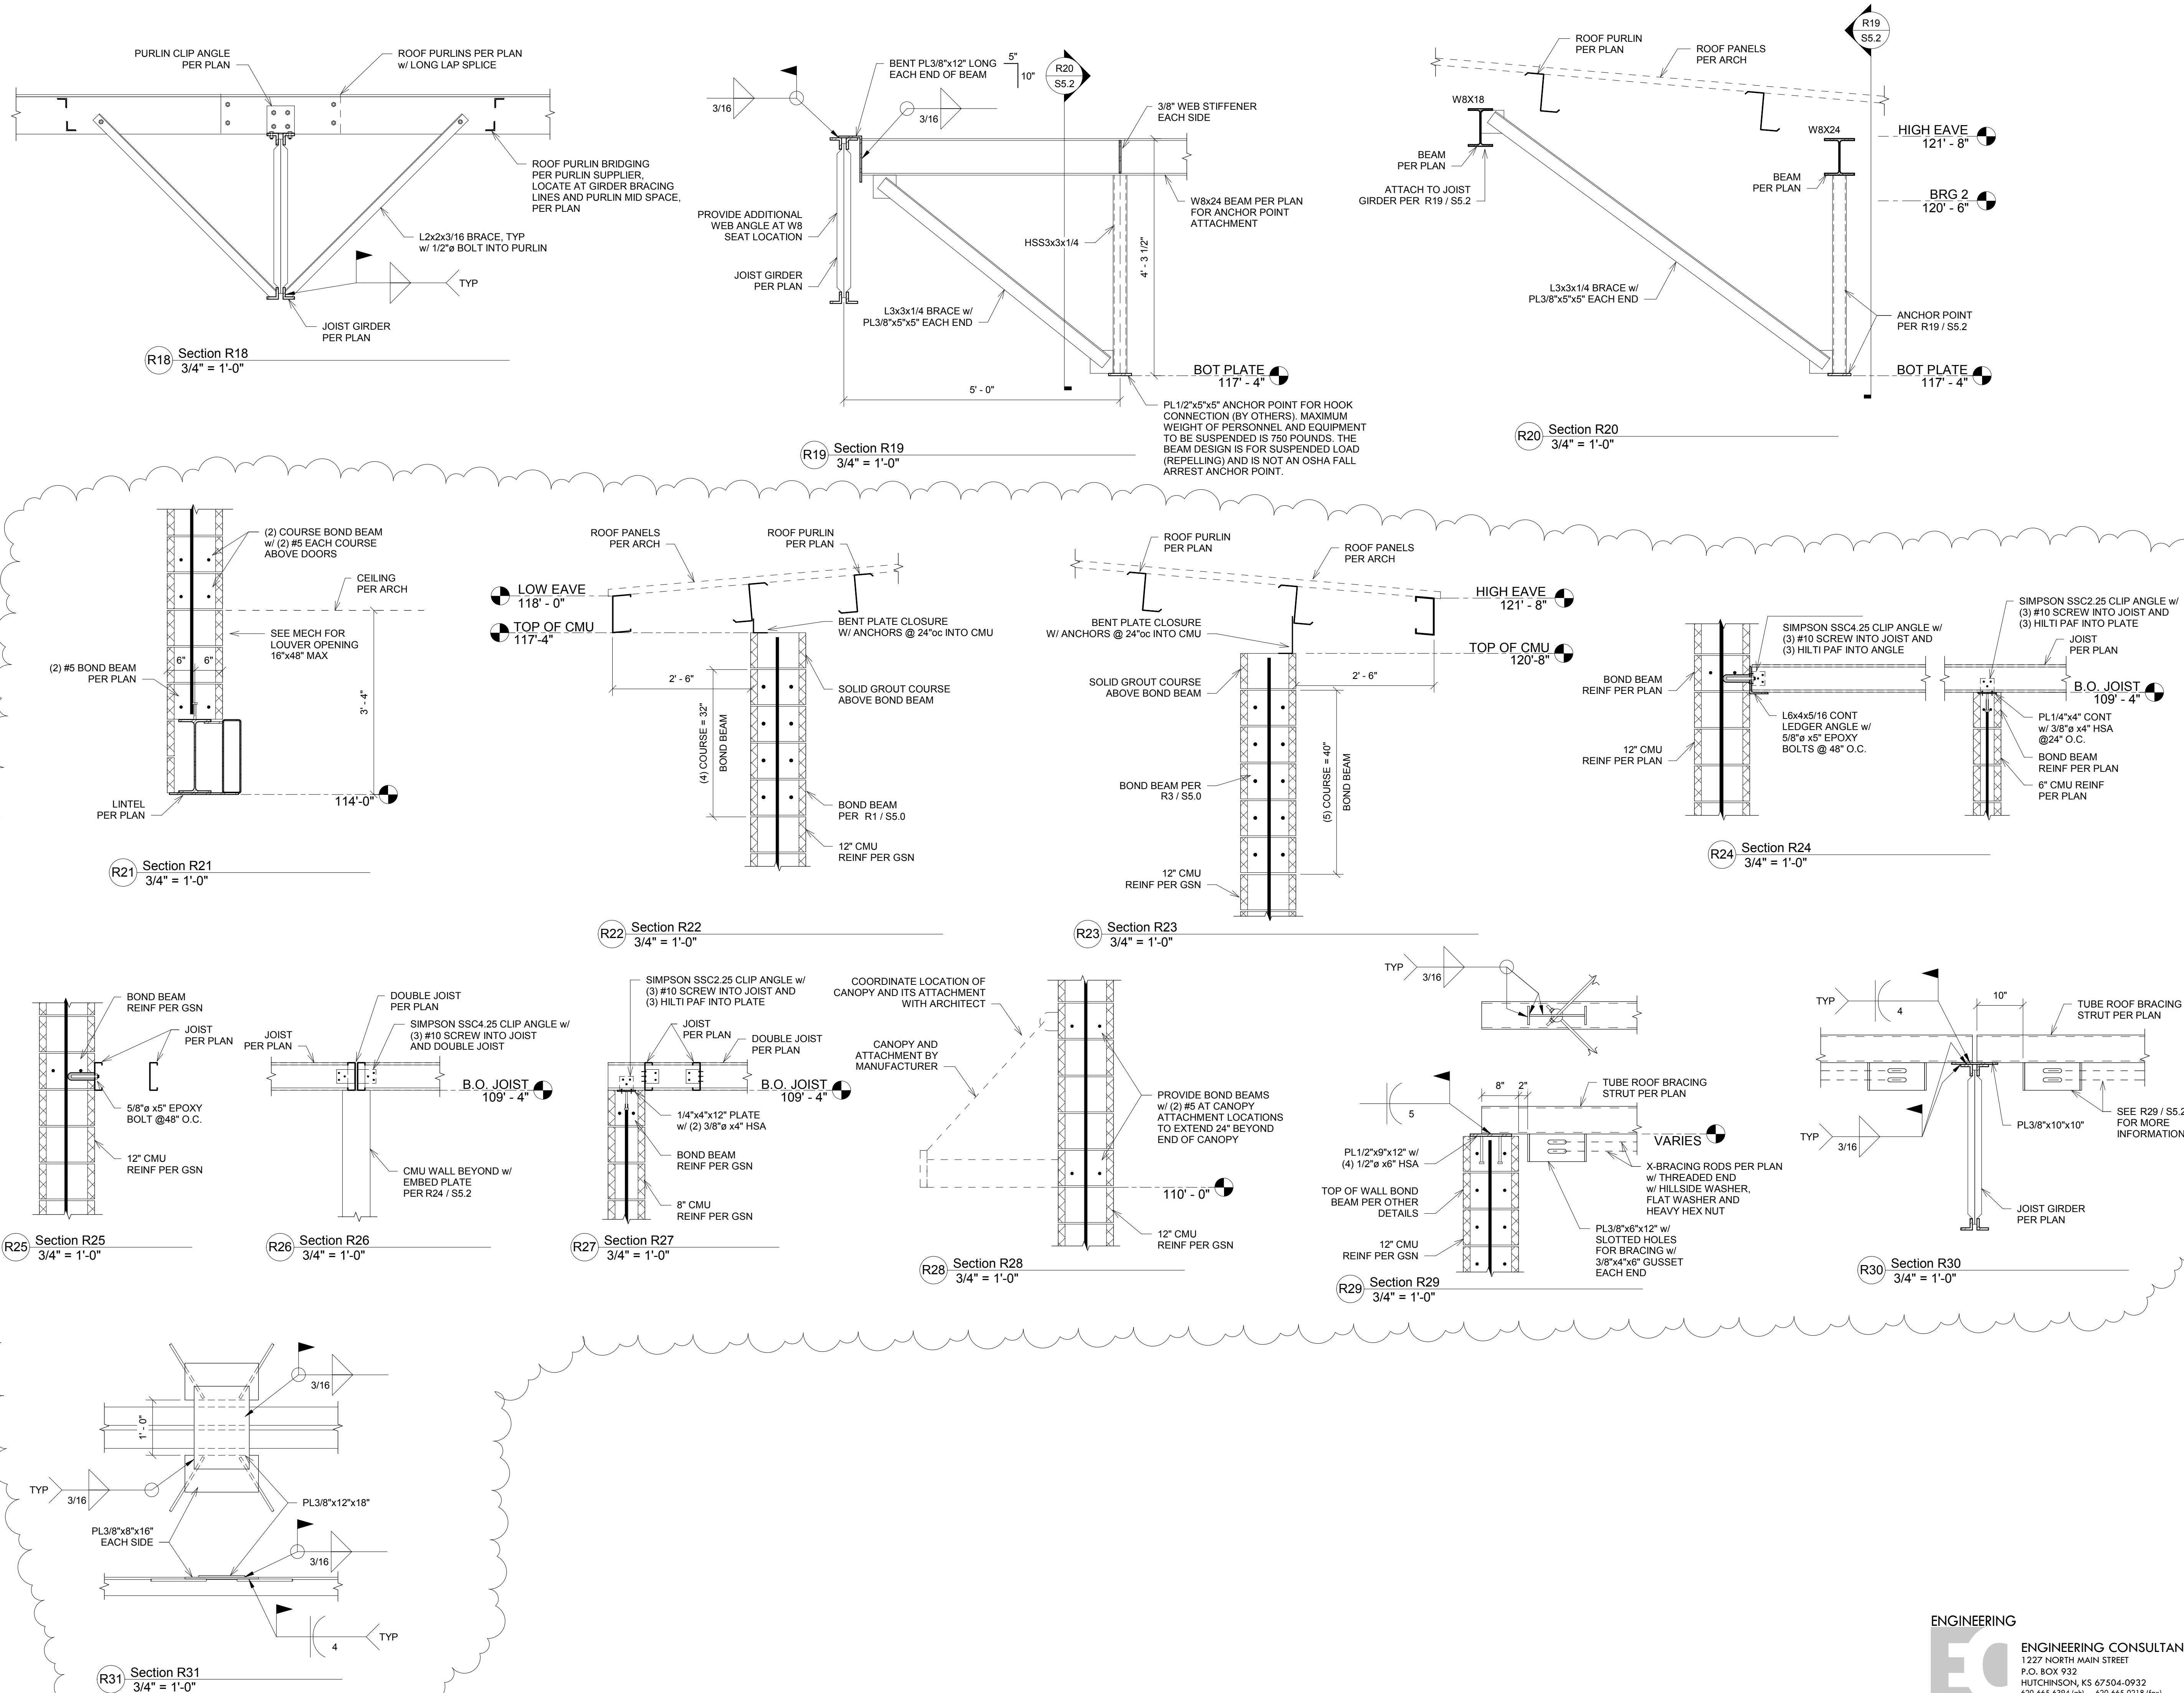 PURLIN CLIP ANGLE
PER PLAN
ROOF PURLINS PER PLAN
w/ LONG LAP SPLICE
ROOF PURLIN BRIDGING
PER PURLIN SUPPLIER,
LOCATE AT GIRDER BRACING
LINES AND PURLIN MID SPACE,
PER PLAN
L2x2x3/16 BRACE, TYP
w/ 1/2"ø BOLT INTO PURLIN
TYP
JOIST GIRDER
PER PLAN
R18
Section R18
3/4" = 1'-0"
3/16
BENT PL3/8"x12" LONG
EACH END OF BEAM
5"
10"
R20
S5.2
3/16
3/8" WEB STIFFENER
EACH SIDE
PROVIDE ADDITIONAL
WEB ANGLE AT W8
SEAT LOCATION
W8x24 BEAM PER PLAN
FOR ANCHOR POINT
ATTACHMENT
HSS3x3x1/4
4' - 3 1/2"
JOIST GIRDER
PER PLAN
L3x3x1/4 BRACE w/
PL3/8"x5"x5" EACH END
BOT PLATE
117' - 4"
5' - 0"
PL1/2"x5"x5" ANCHOR POINT FOR HOOK
CONNECTION (BY OTHERS). MAXIMUM
WEIGHT OF PERSONNEL AND EQUIPMENT
TO BE SUSPENDED IS 750 POUNDS. THE
BEAM DESIGN IS FOR SUSPENDED LOAD
(REPELLING) AND IS NOT AN OSHA FALL
ARREST ANCHOR POINT.
R19
Section R19
3/4" = 1'-0"
ROOF PURLIN
PER PLAN
ROOF PANELS
PER ARCH
R19
S5.2
W8X18
W8X24
HIGH EAVE
121' - 8"
BEAM
PER PLAN
BEAM
PER PLAN
BRG 2
120' - 6"
ATTACH TO JOIST
GIRDER PER R19 / S5.2
L3x3x1/4 BRACE w/
PL3/8"x5"x5" EACH END
ANCHOR POINT
PER R19 / S5.2
BOT PLATE
117' - 4"
R20
Section R20
3/4" = 1'-0"
(2) COURSE BOND BEAM
w/ (2) #5 EACH COURSE
ABOVE DOORS
CEILING
PER ARCH
SEE MECH FOR
LOUVER OPENING
16"x48" MAX
6"
6"
(2) #5 BOND BEAM
PER PLAN
3' - 4"
LINTEL
PER PLAN
114'-0"
R21
Section R21
3/4" = 1'-0"
ROOF PANELS
PER ARCH
ROOF PURLIN
PER PLAN
LOW EAVE
118' - 0"
TOP OF CMU
117'-4"
BENT PLATE CLOSURE
W/ ANCHORS @ 24"oc INTO CMU
2' - 6"
SOLID GROUT COURSE
ABOVE BOND BEAM
(4) COURSE = 32"
BOND BEAM
BOND BEAM
PER R1 / S5.0
12" CMU
REINF PER GSN
R22
Section R22
3/4" = 1'-0"
ROOF PURLIN
PER PLAN
ROOF PANELS
PER ARCH
HIGH EAVE
121' - 8"
BENT PLATE CLOSURE
W/ ANCHORS @ 24"oc INTO CMU
TOP OF CMU
120'-8"
SOLID GROUT COURSE
ABOVE BOND BEAM
2' - 6"
BOND BEAM PER
R3 / S5.0
(5) COURSE = 40"
BOND BEAM
12" CMU
REINF PER GSN
R23
Section R23
3/4" = 1'-0"
SIMPSON SSC2.25 CLIP ANGLE w/
(3) #10 SCREW INTO JOIST AND
(3) HILTI PAF INTO PLATE
SIMPSON SSC4.25 CLIP ANGLE w/
(3) #10 SCREW INTO JOIST AND
(3) HILTI PAF INTO ANGLE
JOIST
PER PLAN
BOND BEAM
REINF PER PLAN
B.O. JOIST
109' - 4"
L6x4x5/16 CONT
LEDGER ANGLE w/
5/8"ø x5" EPOXY
BOLTS @ 48" O.C.
PL1/4"x4" CONT
w/ 3/8"ø x4" HSA
@24" O.C.
12" CMU
REINF PER PLAN
BOND BEAM
REINF PER PLAN
6" CMU REINF
PER PLAN
R24
Section R24
3/4" = 1'-0"
BOND BEAM
REINF PER GSN
JOIST
PER PLAN
5/8"ø x5" EPOXY
BOLT @48" O.C.
12" CMU
REINF PER GSN
R25
Section R25
3/4" = 1'-0"
DOUBLE JOIST
PER PLAN
JOIST
PER PLAN
SIMPSON SSC4.25 CLIP ANGLE w/
(3) #10 SCREW INTO JOIST
AND DOUBLE JOIST
B.O. JOIST
109' - 4"
CMU WALL BEYOND w/
EMBED PLATE
PER R24 / S5.2
R26
Section R26
3/4" = 1'-0"
SIMPSON SSC2.25 CLIP ANGLE w/
(3) #10 SCREW INTO JOIST AND
(3) HILTI PAF INTO PLATE
JOIST
PER PLAN
DOUBLE JOIST
PER PLAN
B.O. JOIST
109' - 4"
1/4"x4"x12" PLATE
w/ (2) 3/8"ø x4" HSA
BOND BEAM
REINF PER GSN
8" CMU
REINF PER GSN
R27
Section R27
3/4" = 1'-0"
COORDINATE LOCATION OF
CANOPY AND ITS ATTACHMENT
WITH ARCHITECT
CANOPY AND
ATTACHMENT BY
MANUFACTURER
PROVIDE BOND BEAMS
w/ (2) #5 AT CANOPY
ATTACHMENT LOCATIONS
TO EXTEND 24" BEYOND
END OF CANOPY
110' - 0"
12" CMU
REINF PER GSN
R28
Section R28
3/4" = 1'-0"
TYP
3/16
8"
2"
TUBE ROOF BRACING
STRUT PER PLAN
5
VARIES
PL1/2"x9"x12" w/
(4) 1/2"ø x6" HSA
X-BRACING RODS PER PLAN
w/ THREADED END
w/ HILLSIDE WASHER,
FLAT WASHER AND
HEAVY HEX NUT
TOP OF WALL BOND
BEAM PER OTHER
DETAILS
PL3/8"x6"x12" w/
SLOTTED HOLES
FOR BRACING w/
3/8"x4"x6" GUSSET
EACH END
12" CMU
REINF PER GSN
R29
Section R29
3/4" = 1'-0"
TYP
4
10"
TUBE ROOF BRACING
STRUT PER PLAN
PL3/8"x10"x10"
SEE R29 / S5.2
FOR MORE
INFORMATION
TYP
3/16
JOIST GIRDER
PER PLAN
R30
Section R30
3/4" = 1'-0"
3/16
1' - 0"
TYP
3/16
PL3/8"x12"x18"
PL3/8"x8"x16"
EACH SIDE
3/16
4
TYP
R31
Section R31
3/4" = 1'-0"
ENGINEERING
EC
ENGINEERING CONSULTAN
1227 NORTH MAIN STREET
P.O. BOX 932
HUTCHINSON, KS 67504-0932